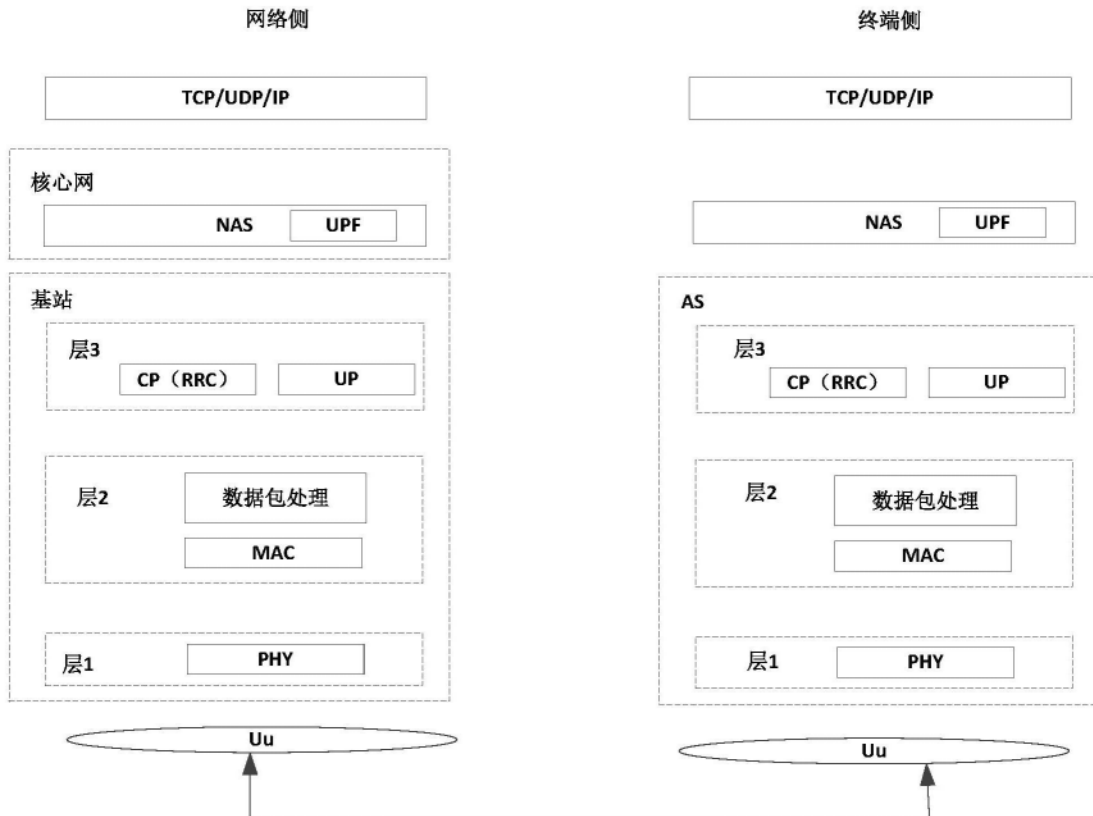 网络侧
终端侧
TCP/UDP/IP
TCP/UDP/IP
核心网
NAS
UPF
NAS
UPF
基站
AS
层3
CP（RRC）
UP
层3
CP（RRC）
UP
层2
数据包处理
MAC
层2
数据包处理
MAC
层1
PHY
层1
PHY
Uu
Uu